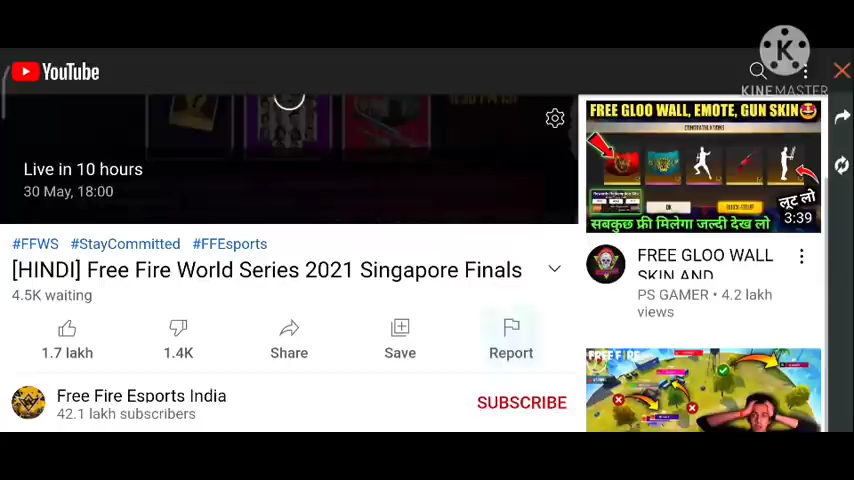 YouTube
KINEMASTER
Live in 10 hours
30 May, 18:00
#FFWS #StayCommitted #FFEsports
[HINDI] Free Fire World Series 2021 Singapore Finals
4.5K waiting
1.7 lakh
1.4K
Share
Save
Report
Free Fire Esports India
42.1 lakh subscribers
SUBSCRIBE
FREE GLOO WALL, EMOTE, GUN SKIN
CONGRATULATIONS
OK
लूट लो
3:39
सबकुछ फ्री मिलेगा जल्दी देख लो
FREE GLOO WALL
SKIN AND
PS GAMER • 4.2 lakh
views
FREE FIRE